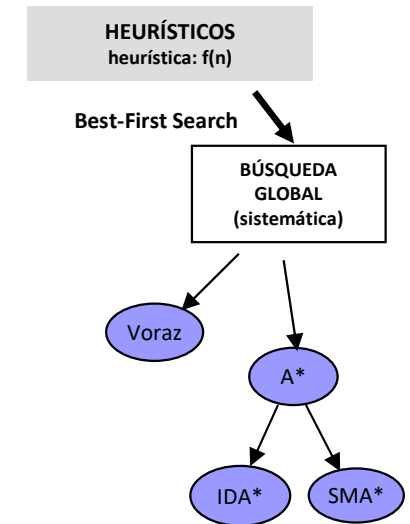 HEURÍSTICOS
heurística: f(n)
Best-First Search
BÚSQUEDA
GLOBAL
(sistemática)
Voraz
A*
IDA*
SMA*